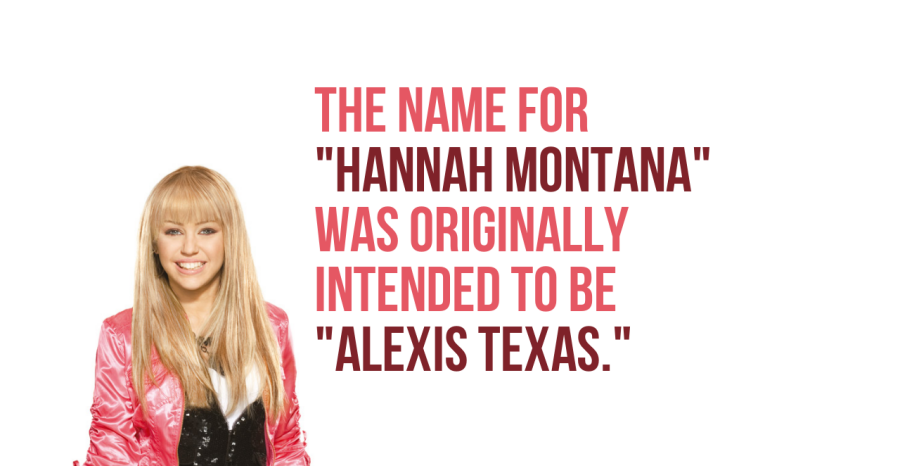 THE NAME FOR
"HANNAH MONTANA"
WAS ORIGINALLY
INTENDED TO BE
"ALEXIS TEXAS."